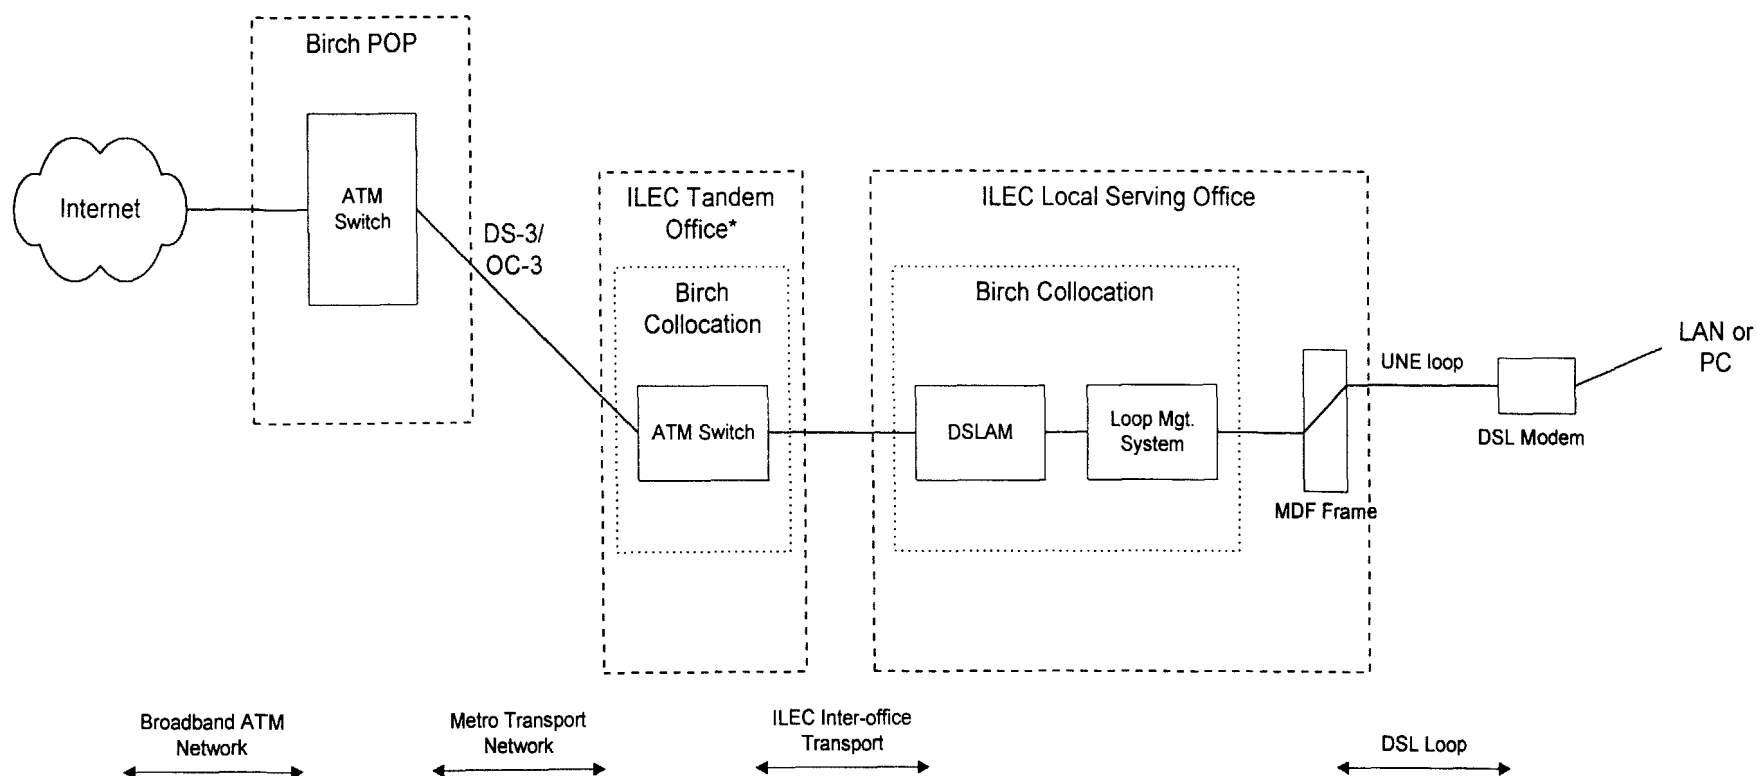 Birch POP
Internet
ATM
Switch
DS-3/
OC-3
ILEC Tandem
Office*
Birch
Collocation
ATM Switch
ILEC Local Serving Office
Birch Collocation
DSLAM
Loop Mgt.
System
MDF Frame
UNE loop
DSL Modem
LAN or
PC
Broadband ATM
Network
Metro Transport
Network
ILEC Inter-office
Transport
DSL Loop